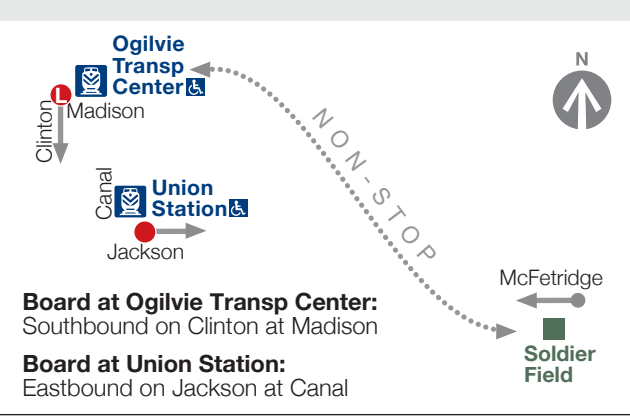 Ogilvie
Transp
Center
N
L
Madison
Clinton
NON-STOP
Canal
Union
Station
Jackson
McFetridge
Board at Ogilvie Transp Center:
Southbound on Clinton at Madison
Soldier
Field
Board at Union Station:
Eastbound on Jackson at Canal